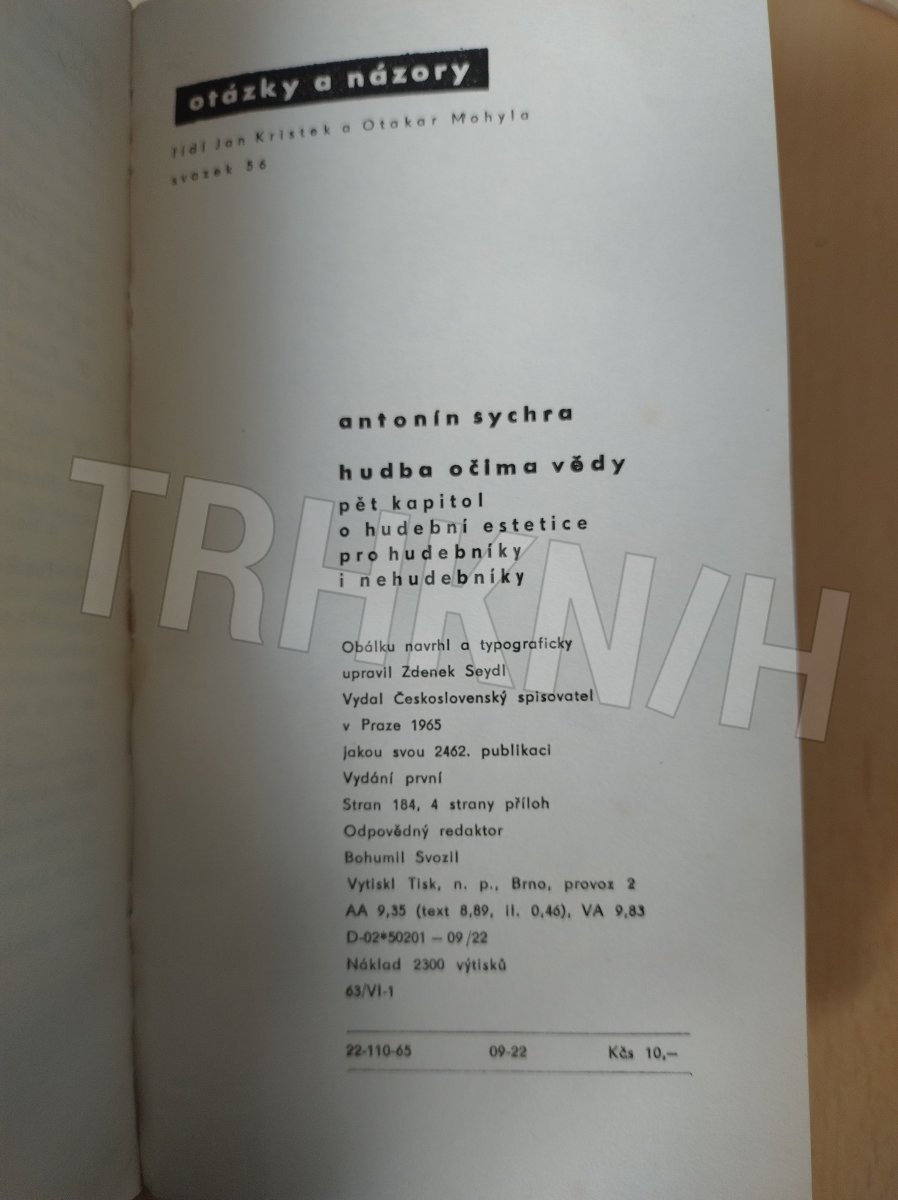 otázky a názory
řídí Jan Kristek a Otakar Mohyla
svazek 56
antonín sychra
hudba očima vědy
pět kapitol
o hudební estetice
pro hudebníky
i nehudebníky
TRHKN/H
Obálku navrhl a typograficky
upravil Zdenek Seydl
Vydal Československý spisovatel
v Praze 1965
jakou svou 2462. publikaci
Vydání první
Stran 184, 4 strany příloh
Odpovědný redaktor
Bohumil Svozil
Vytiskl Tisk, n. p., Brno, provoz 2
AA 9,35 (text 8,89, il. 0,46), VA 9,83
D-02*50201 — 09/22
Náklad 2300 výtisků
63/VI-1
22-110-65 09-22 Kčs 10,—